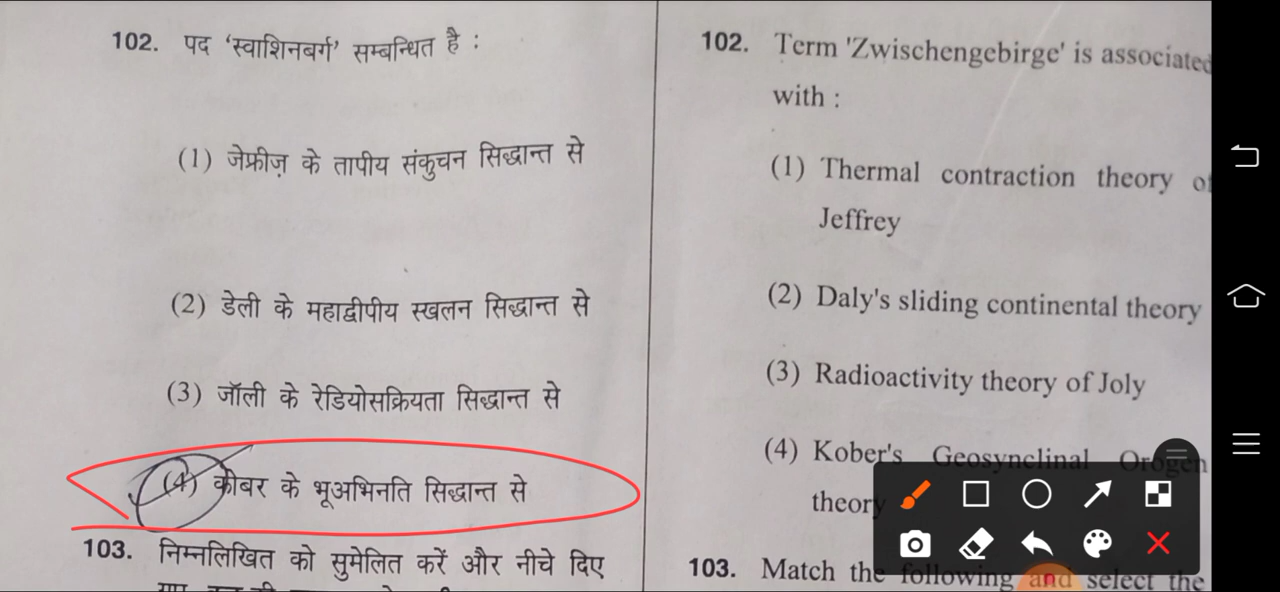 102. पद 'स्वाशिनबर्ग' सम्बन्धित है :
(1) जेफ्रीज़ के तापीय संकुचन सिद्धान्त से
(2) डेली के महाद्वीपीय स्खलन सिद्धान्त से
(3) जॉली के रेडियोसक्रियता सिद्धान्त से
(4) कोबर के भूअभिनति सिद्धान्त से
103. निम्नलिखित को सुमेलित करें और नीचे दिए
102. Term 'Zwischengebirge' is associated
with :
(1) Thermal contraction theory of
Jeffrey
(2) Daly's sliding continental theory
(3) Radioactivity theory of Joly
(4) Kober's Geosynclinal Orogen
theory
103. Match the following and select the